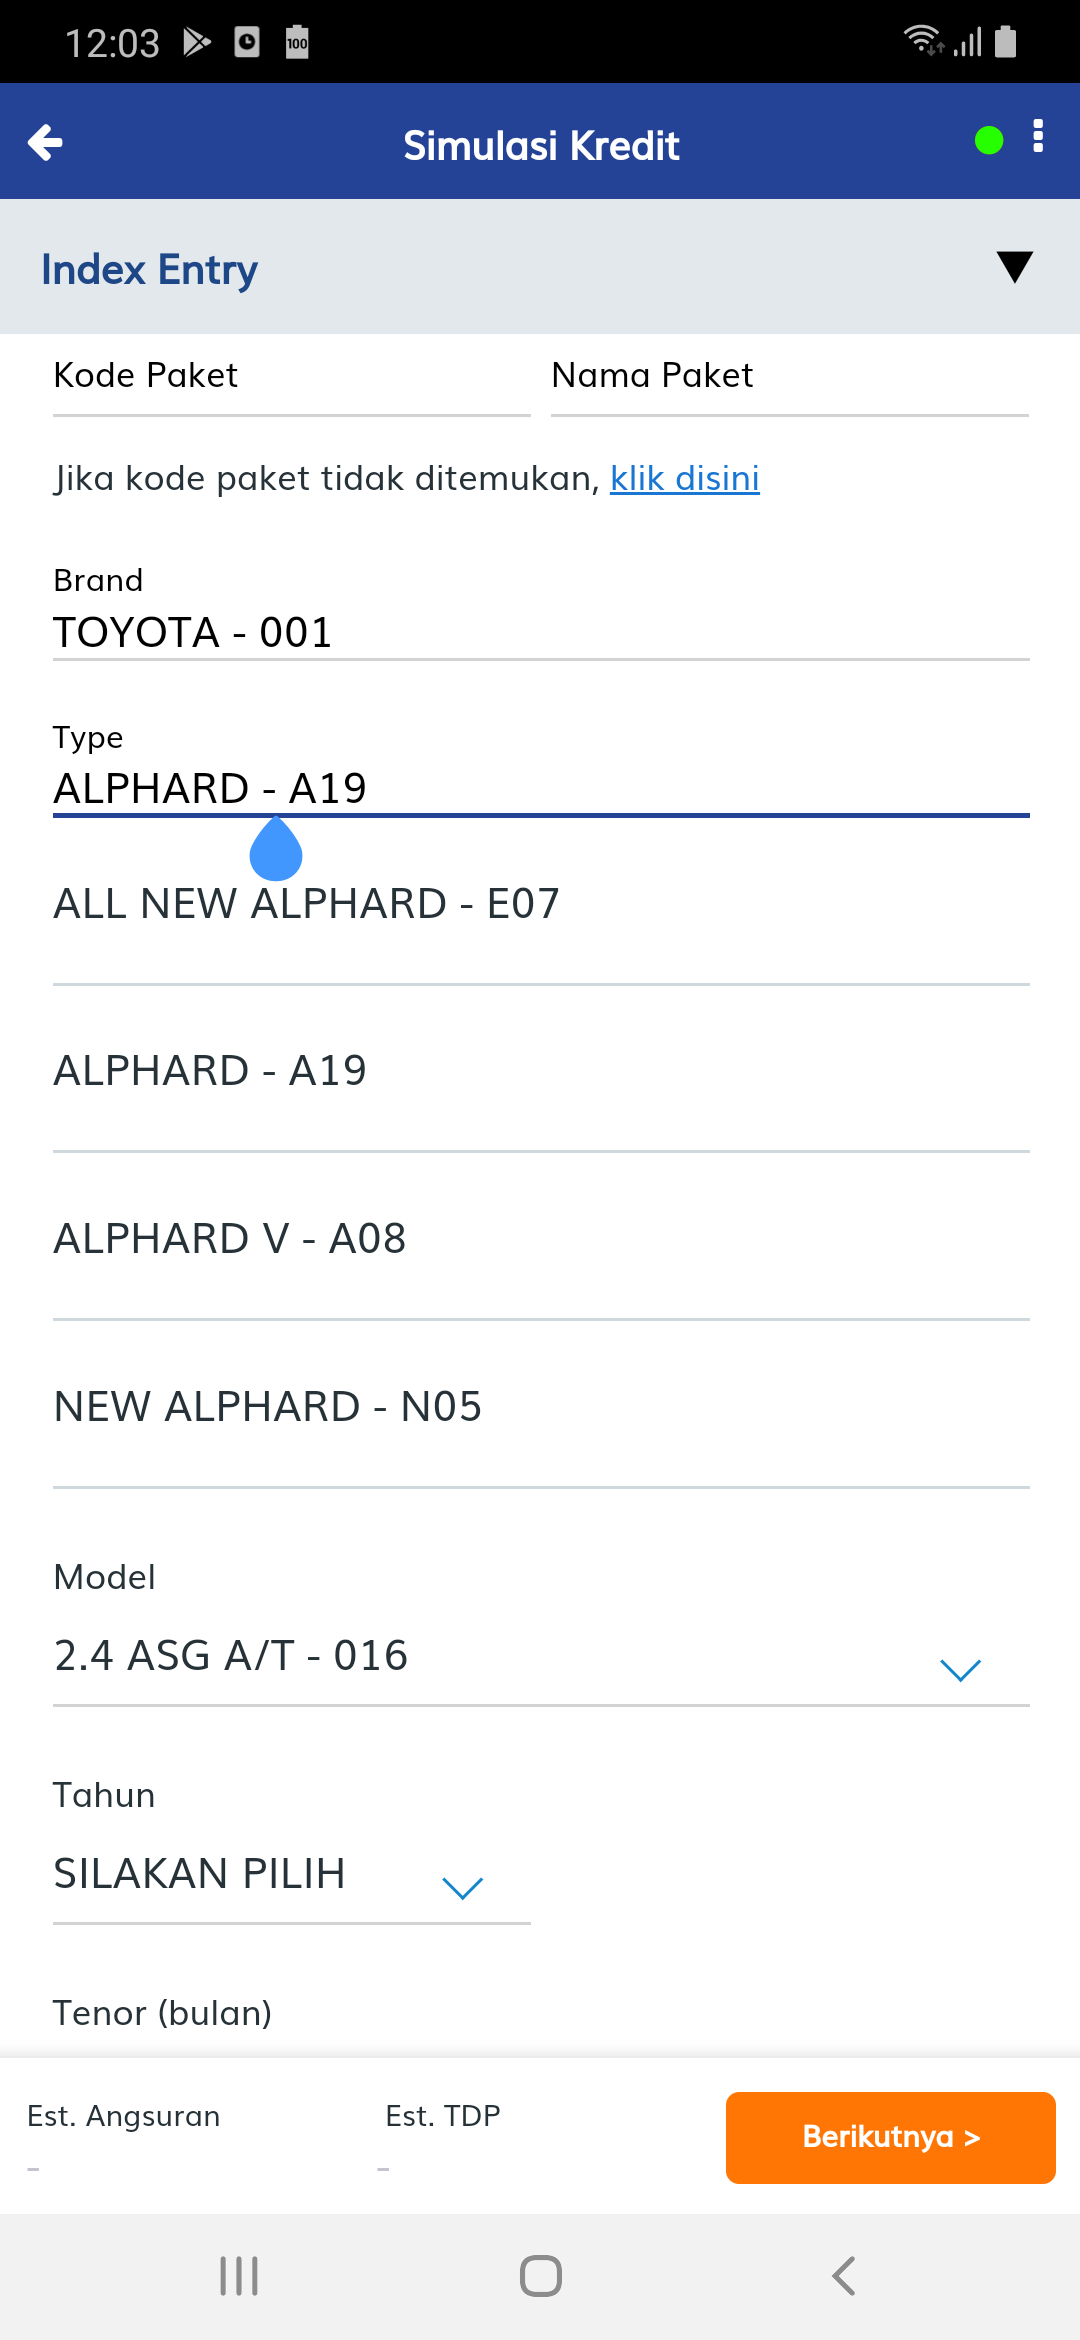 12:03
100
Simulasi Kredit
Index Entry
Kode Paket
Nama Paket
Jika kode paket tidak ditemukan, klik disini
Brand
TOYOTA - 001
Type
ALPHARD - A19
ALL NEW ALPHARD - E07
ALPHARD - A19
ALPHARD V - A08
NEW ALPHARD - N05
Model
2.4 ASG A/T - 016
Tahun
SILAKAN PILIH
Tenor (bulan)
Est. Angsuran
Est. TDP
-
-
Berikutnya >